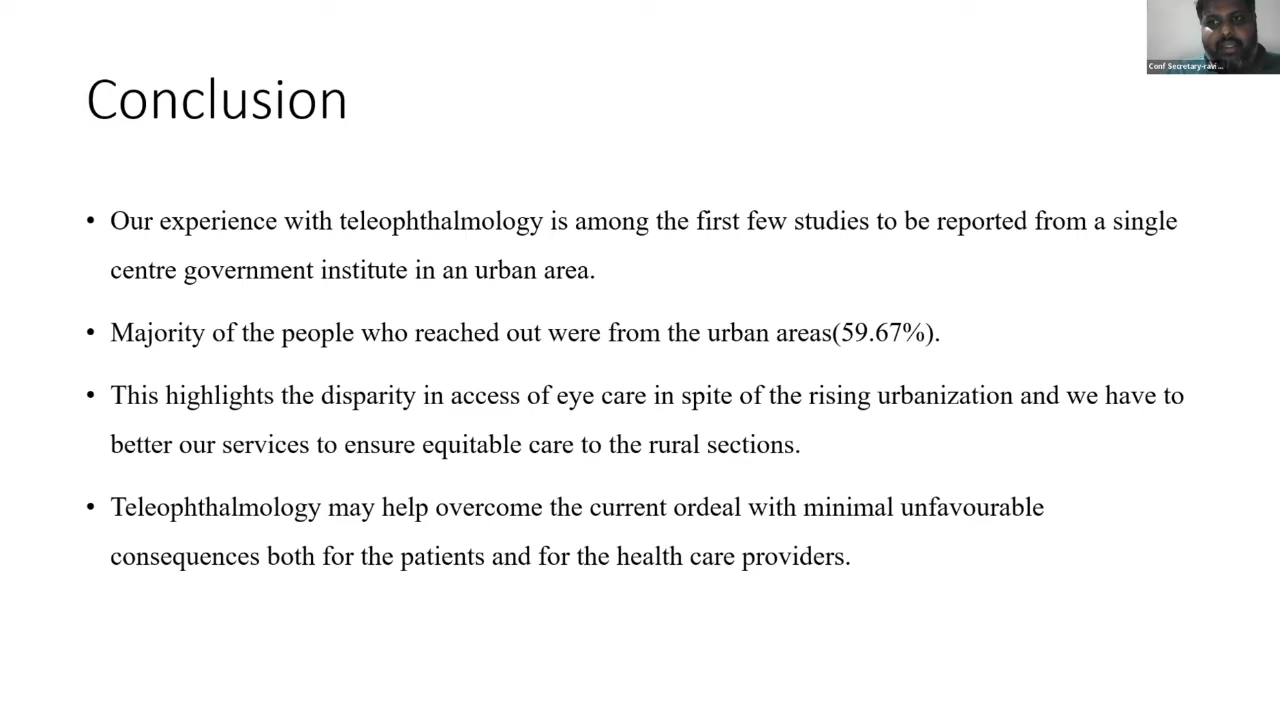 Conf Secretary-ravi ...
Conclusion
• Our experience with teleophthalmology is among the first few studies to be reported from a single
centre government institute in an urban area.
• Majority of the people who reached out were from the urban areas(59.67%).
• This highlights the disparity in access of eye care in spite of the rising urbanization and we have to
better our services to ensure equitable care to the rural sections.
• Teleophthalmology may help overcome the current ordeal with minimal unfavourable
consequences both for the patients and for the health care providers.